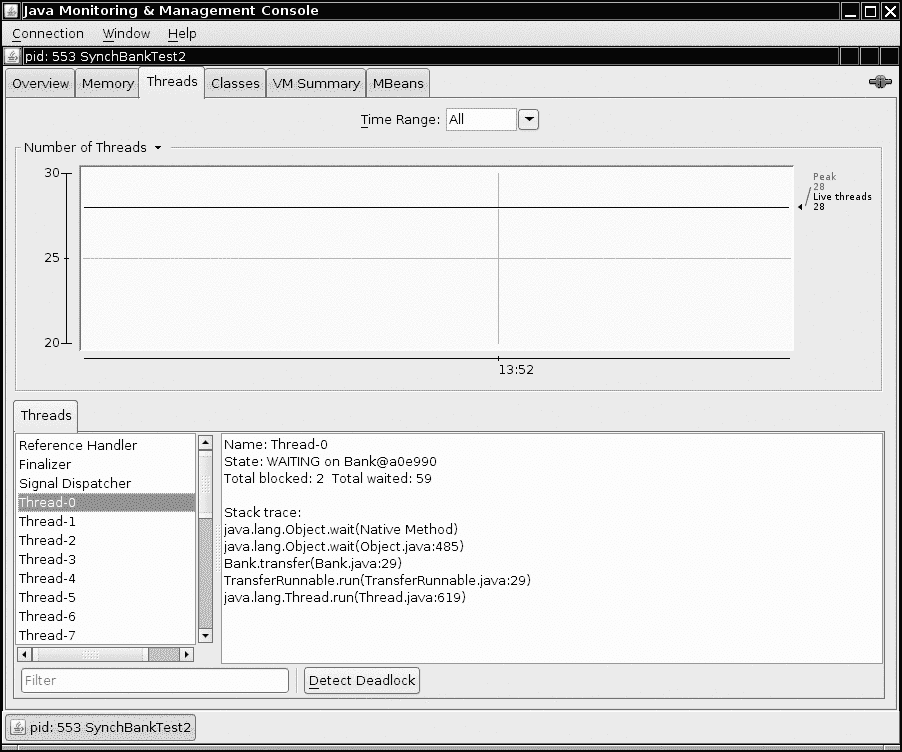 Java Monitoring & Management Console
Connection Window Help
pid: 553 SynchBankTest2
Overview Memory Threads Classes VM Summary MBeans
Time Range: All
Number of Threads
30
25
20
13:52
Peak
28
Live threads
28
Threads
Reference Handler
Finalizer
Signal Dispatcher
Thread-0
Thread-1
Thread-2
Thread-3
Thread-4
Thread-5
Thread-6
Thread-7
Name: Thread-0
State: WAITING on Bank@a0e990
Total blocked: 2 Total waited: 59
Stack trace:
java.lang.Object.wait(Native Method)
java.lang.Object.wait(Object.java:485)
Bank.transfer(Bank.java:29)
TransferRunnable.run(TransferRunnable.java:29)
java.lang.Thread.run(Thread.java:619)
Filter
Detect Deadlock
pid: 553 SynchBankTest2